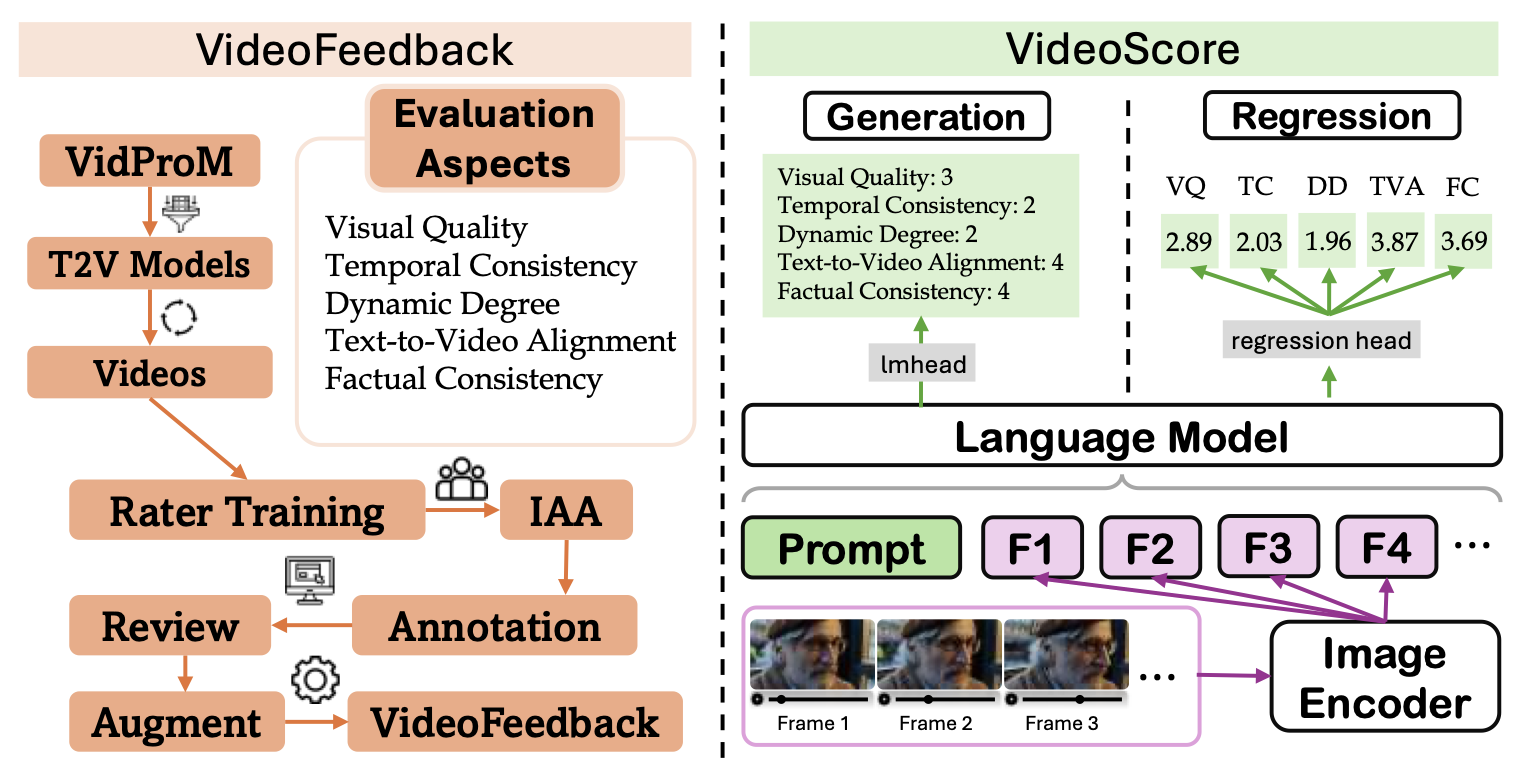 VideoFeedback
Evaluation
Aspects
VidProM
T2V Models
Videos
Visual Quality
Temporal Consistency
Dynamic Degree
Text-to-Video Alignment
Factual Consistency
Rater Training
IAA
Review
Annotation
Augment
VideoFeedback
VideoScore
Generation
Visual Quality: 3
Temporal Consistency: 2
Dynamic Degree: 2
Text-to-Video Alignment: 4
Factual Consistency: 4
lmhead
Regression
VQ TC DD TVA FC
2.89 2.03 1.96 3.87 3.69
regression head
Language Model
Prompt F1 F2 F3 F4 ...
Frame 1 Frame 2 Frame 3 ...
Image
Encoder